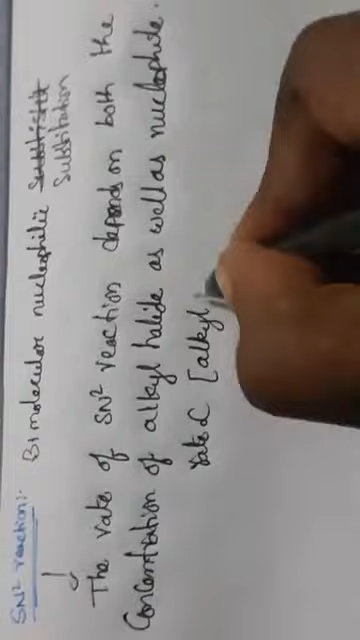 SN² reaction:- Bimolecular nucleophilic
Substitution
The rate of SN² reaction depends on both the
Concentration of alkyl halide as well as nucleophile.
rate ∝ [alkyl